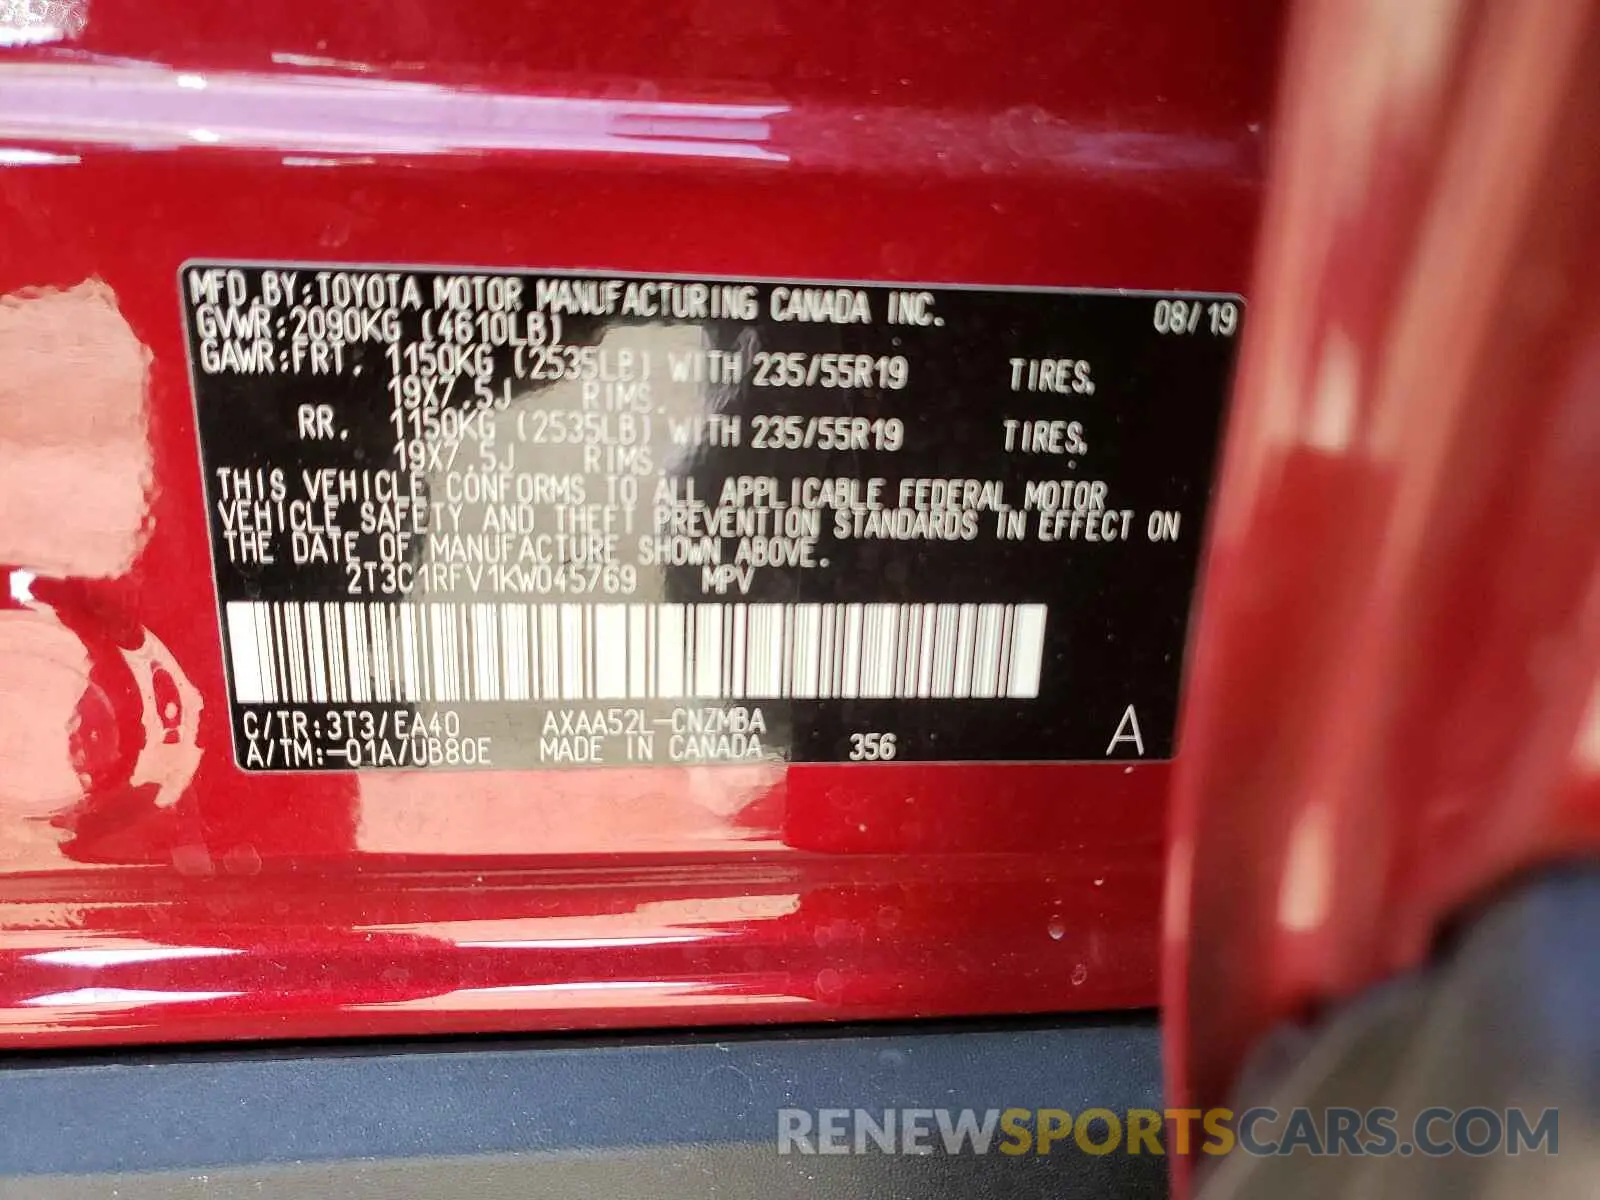 MFD.BY:TOYOTA MOTOR MANUFACTURING CANADA INC. 08/19
GVWR:2090KG (4610LB)
GAWR:FRT. 1150KG (2535LB) WITH 235/55R19 TIRES,
19X7.5J RIMS.
RR. 1150KG (2535LB) WITH 235/55R19 TIRES,
19X7.5J RIMS.
THIS VEHICLE CONFORMS TO ALL APPLICABLE FEDERAL MOTOR
VEHICLE SAFETY AND THEFT PREVENTION STANDARDS IN EFFECT ON
THE DATE OF MANUFACTURE SHOWN ABOVE.
2T3C1RFV1KW045769 MPV
C/TR:3T3/EA40 AXAA52L-CNZMBA
A/TM:-01A/UB80E MADE IN CANADA 356 A
RENEWSPORTSCARS.COM